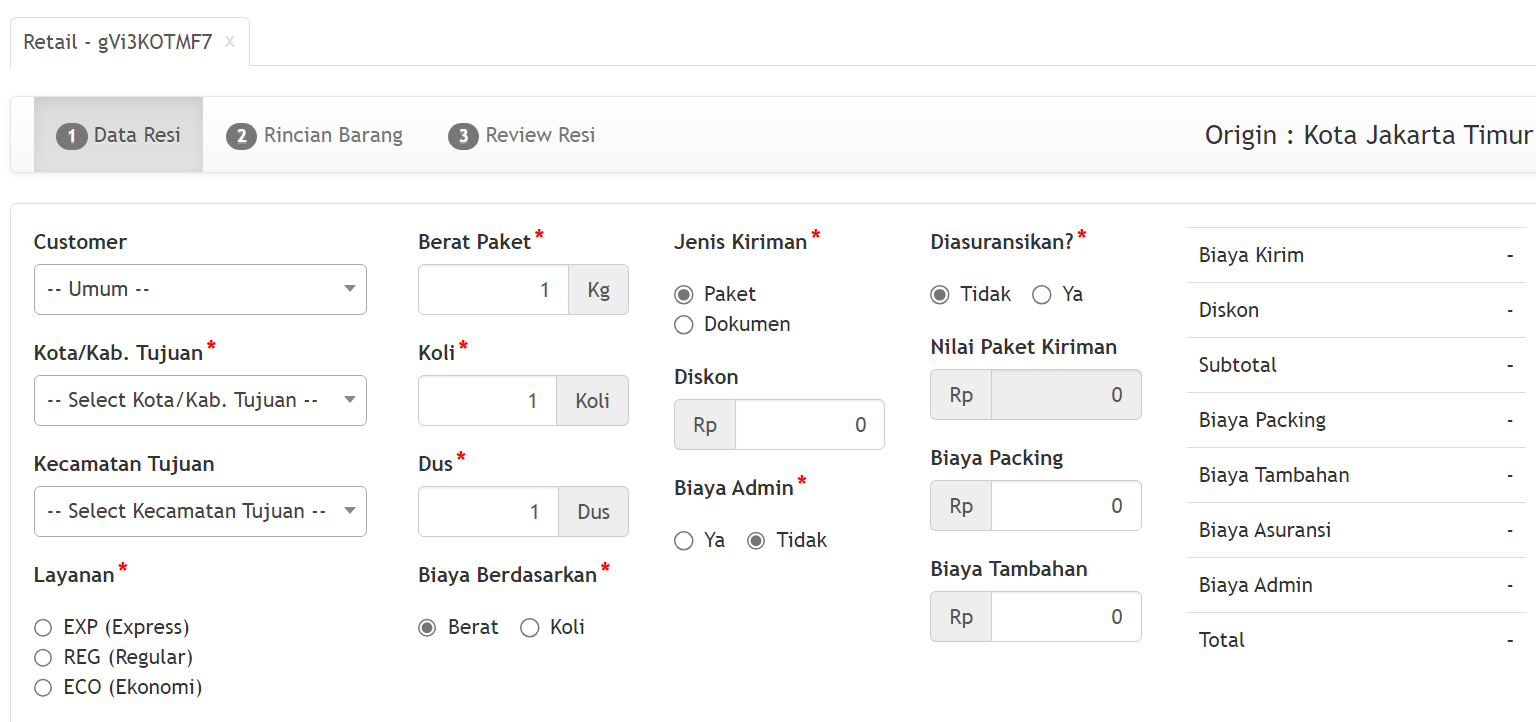 Retail - gVi3KOTMF7 x
1 Data Resi
2 Rincian Barang
3 Review Resi
Origin : Kota Jakarta Timur
Customer
-- Umum --
Kota/Kab. Tujuan*
-- Select Kota/Kab. Tujuan --
Kecamatan Tujuan
-- Select Kecamatan Tujuan --
Layanan*
EXP (Express)
REG (Regular)
ECO (Ekonomi)
Berat Paket*
1 Kg
Koli*
1 Koli
Dus*
1 Dus
Biaya Berdasarkan*
Berat Koli
Jenis Kiriman*
Paket
Dokumen
Diskon
Rp 0
Biaya Admin*
Ya Tidak
Diasuransikan?*
Tidak Ya
Nilai Paket Kiriman
Rp 0
Biaya Packing
Rp 0
Biaya Tambahan
Rp 0
Biaya Kirim -
Diskon -
Subtotal -
Biaya Packing -
Biaya Tambahan -
Biaya Asuransi -
Biaya Admin -
Total -